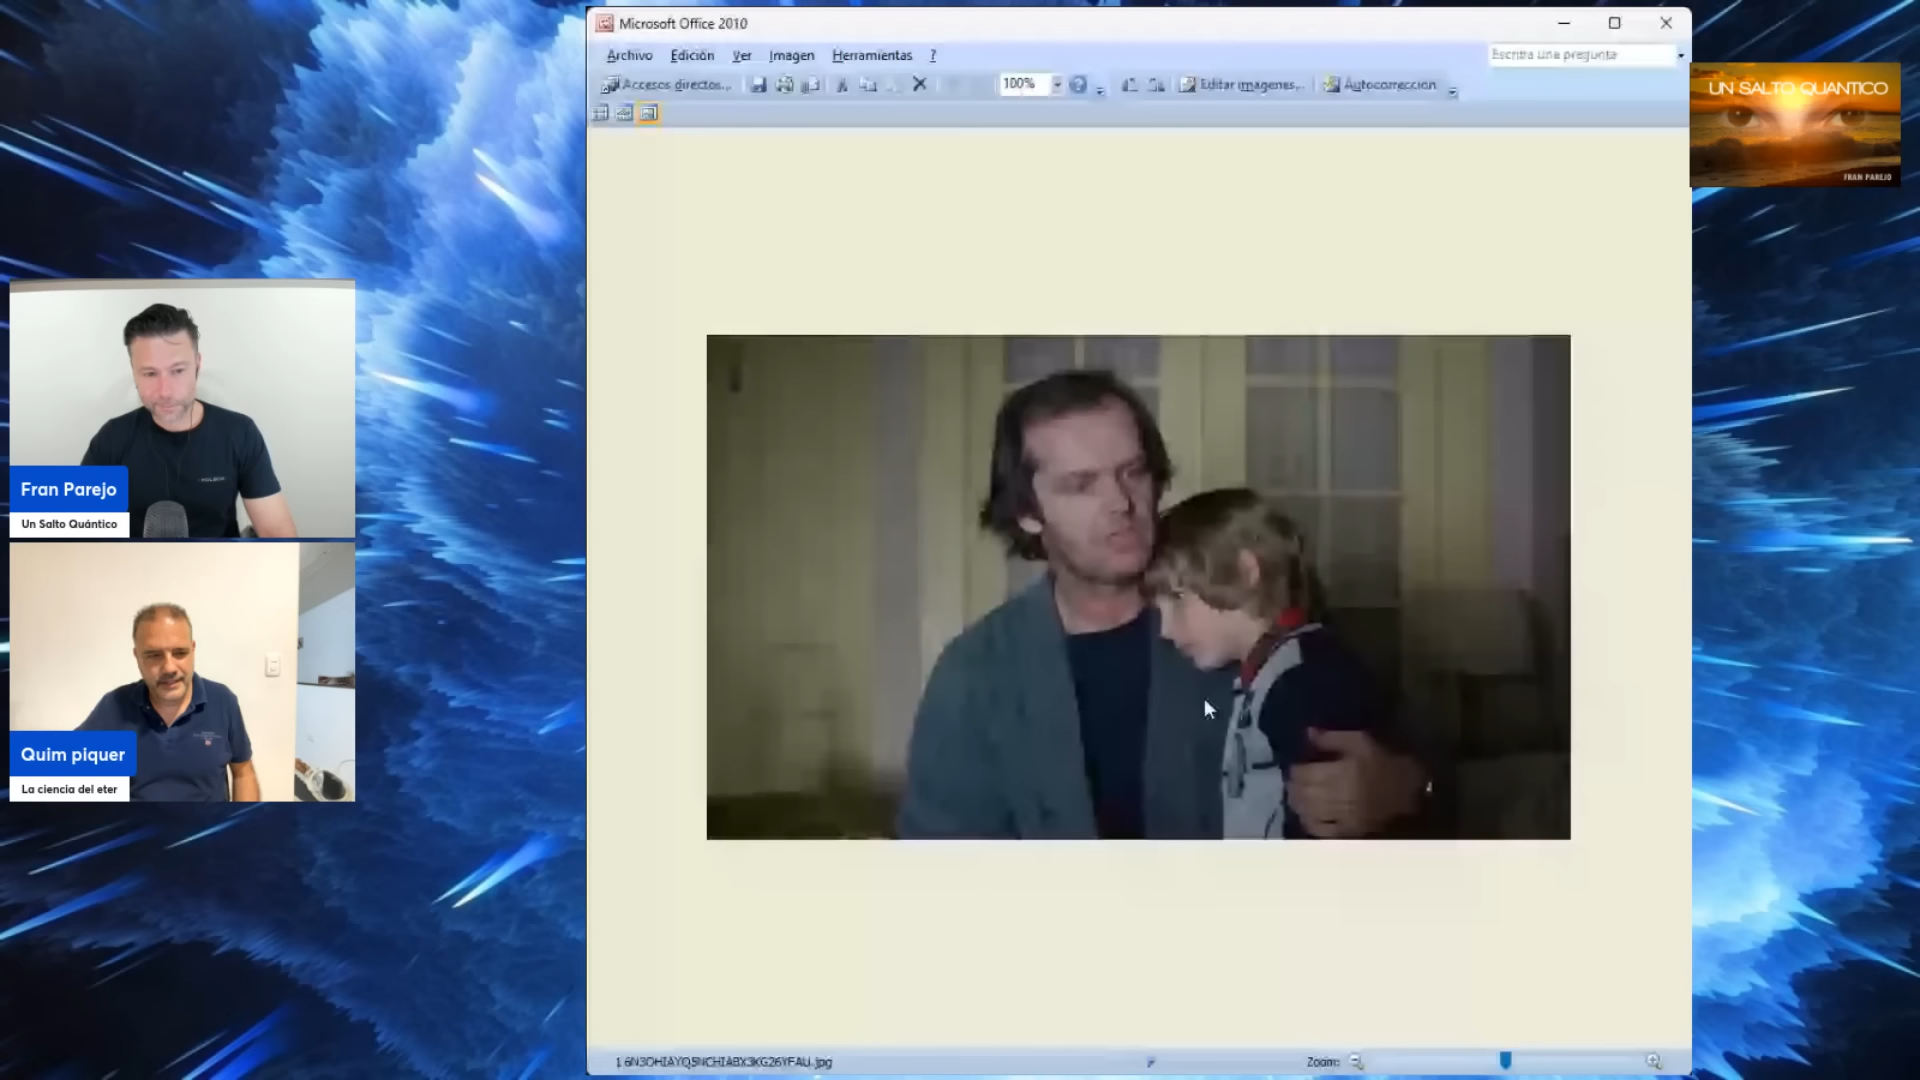 Microsoft Office 2010
Archivo Edición Ver Imagen Herramientas ?
Escriba una pregunta
Accesos directos...
100%
Editar imágenes...
Autocorrección
UN SALTO QUANTICO
FRAN PAREJO
Fran Parejo
Un Salto Quántico
Quim piquer
La ciencia del eter
Zoom: